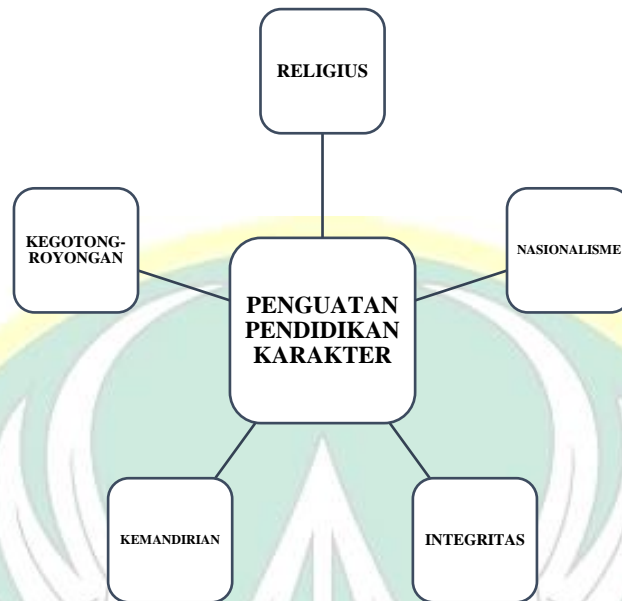 RELIGIUS
KEGOTONG-
ROYONGAN
NASIONALISME
PENGUATAN
PENDIDIKAN
KARAKTER
KEMANDIRIAN
INTEGRITAS